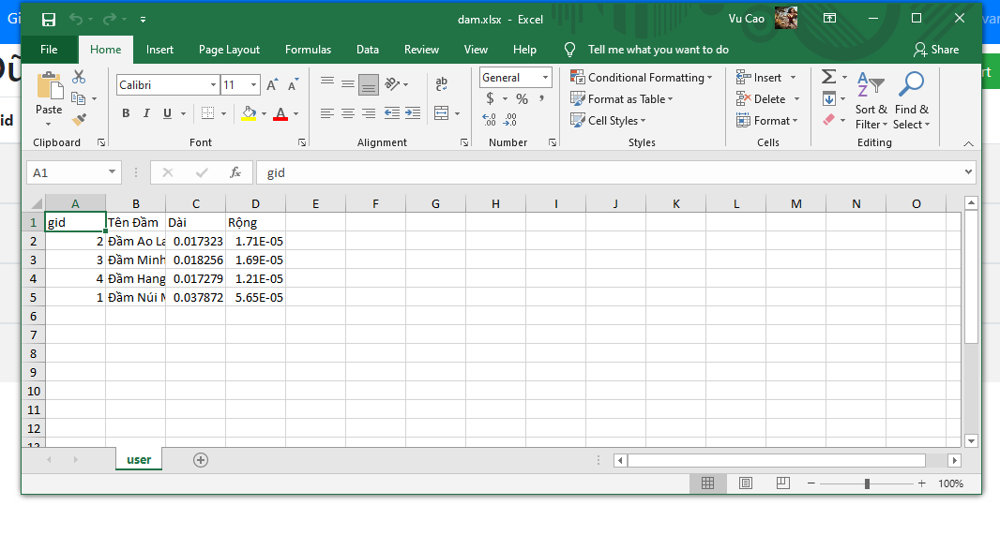 Gi
dam.xlsx - Excel
Vu Cao
File Home Insert Page Layout Formulas Data Review View Help Tell me what you want to do Share
Paste
Calibri 11
B I U A
ab
General
$ % ,
Conditional Formatting
Format as Table
Cell Styles
Insert
Delete
Format
Sort & Filter
Find & Select
Clipboard Font Alignment Number Styles Cells Editing
id
A1 fx gid
A B C D E F G H I J K L M N O
1 gid Tên Đầm Dài Rộng
2 2 Đầm Ao La 0.017323 1.71E-05
3 3 Đầm Minh 0.018256 1.69E-05
4 4 Đầm Hang 0.017279 1.21E-05
5 1 Đầm Núi 0.037872 5.65E-05
6
7
8
9
10
11
12
user
100%